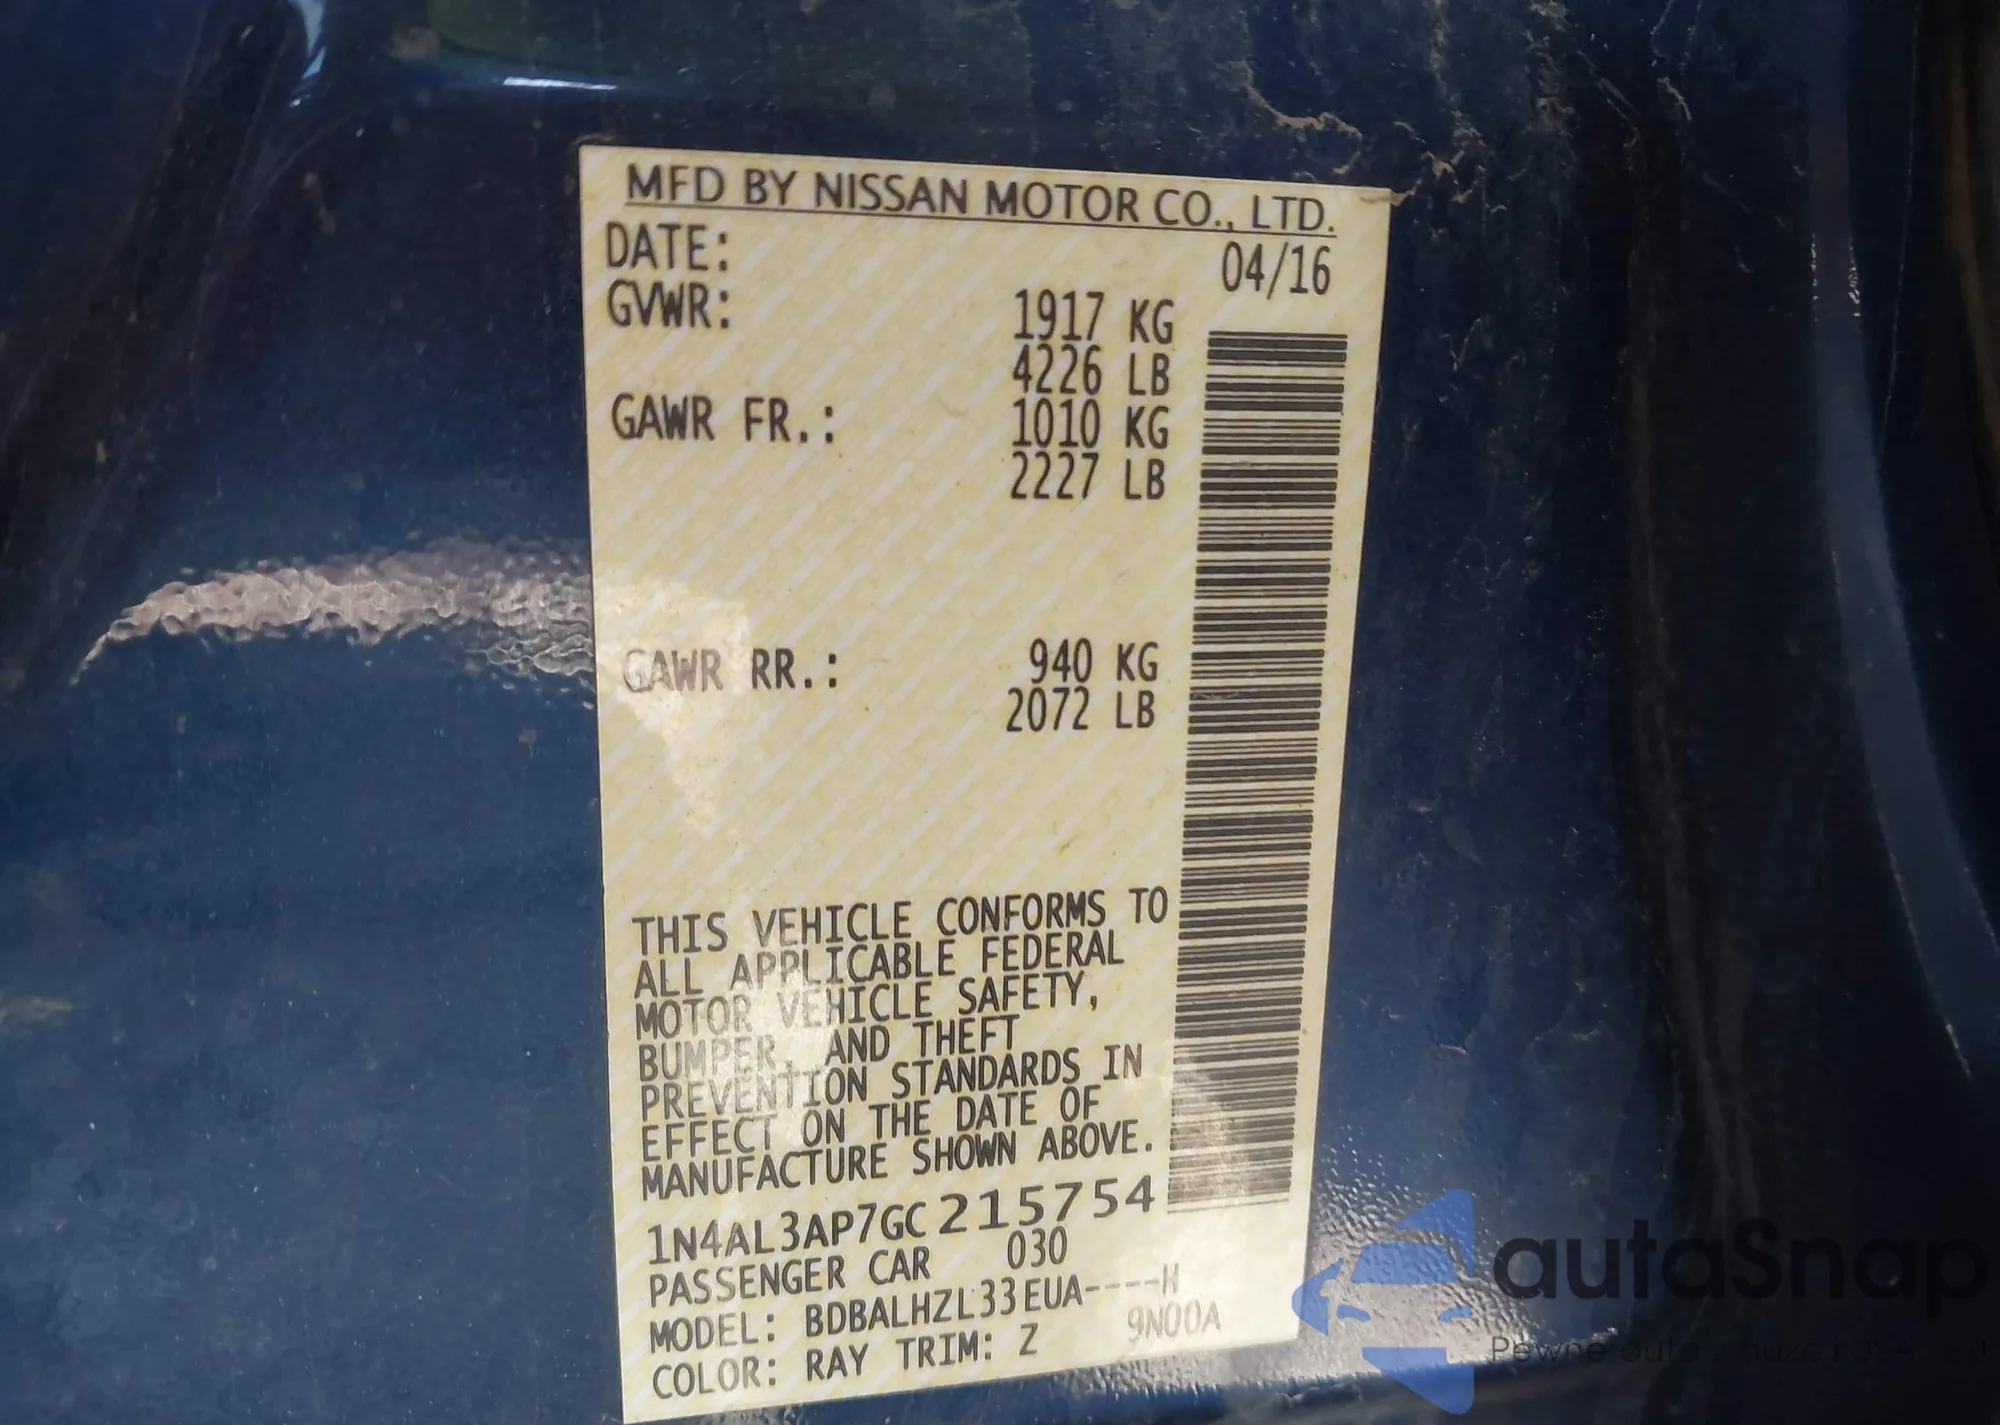 MFD BY NISSAN MOTOR CO., LTD.
DATE: 04/16
GVWR: 1917 KG
4226 LB
GAWR FR.: 1010 KG
2227 LB
GAWR RR.: 940 KG
2072 LB
THIS VEHICLE CONFORMS TO
ALL APPLICABLE FEDERAL
MOTOR VEHICLE SAFETY,
BUMPER, AND THEFT
PREVENTION STANDARDS IN
EFFECT ON THE DATE OF
MANUFACTURE SHOWN ABOVE.
1N4AL3AP7GC215754
PASSENGER CAR 030
MODEL: BDBALHZL33EUA----H
COLOR: RAY TRIM: Z 9N00A
autaSnap
Pewne auta